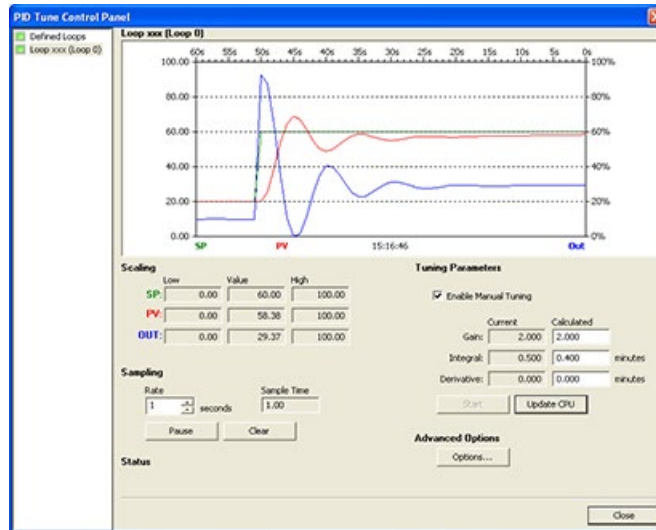 PID Tune Control Panel
Defined Loops
Loop xxx (Loop 0)
Loop xxx (Loop 0)
60s 55s 50s 45s 40s 35s 30s 25s 20s 15s 10s 5s 0s
100.00 100%
80.00 80%
60.00 60%
40.00 40%
20.00 20%
0.00 0%
SP PV 15:16:46 Out
Scaling
Low Value High
SP: 0.00 60.00 100.00
PV: 0.00 58.38 100.00
OUT: 0.00 29.37 100.00
Sampling
Rate Sample Time
1 seconds 1.00
Pause Clear
Status
Tuning Parameters
Enable Manual Tuning
Current Calculated
Gain: 2.000 2.000
Integral: 0.500 0.400 minutes
Derivative: 0.000 0.000 minutes
Start Update CPU
Advanced Options
Options...
Close